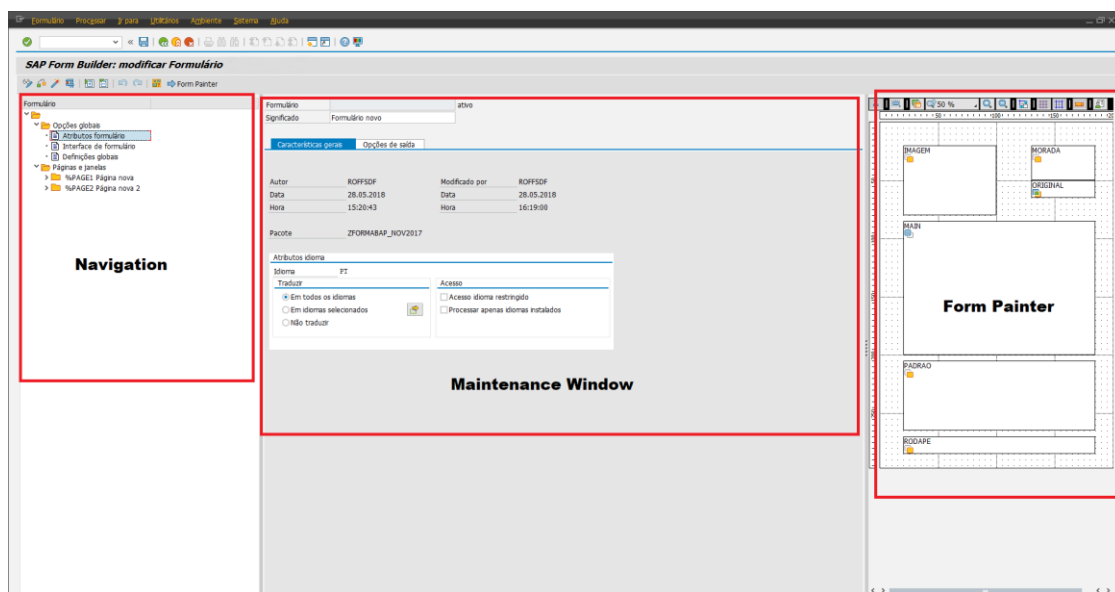 Formulário Processar Ir para Utilitários Ambiente Sistema Ajuda
SAP Form Builder: modificar Formulário
Form Painter
Formulário
Opções globais
Atributos formulário
Interface de formulário
Definições globais
Páginas e janelas
%PAGE1 Página nova
%PAGE2 Página nova 2
Navigation
Formulário ativo
Significado Formulário novo
Características gerais Opções de saída
Autor ROFFSDF Modificado por ROFFSDF
Data 28.05.2018 Data 28.05.2018
Hora 15:20:43 Hora 16:19:00
Pacote ZFORMABAP_NOV2017
Atributos idioma
Idioma PT
Traduzir Acesso
Em todos os idiomas Acesso idioma restringido
Em idiomas selecionados Processar apenas idiomas instalados
Não traduzir
Maintenance Window
50 %
IMAGEM MORADA
ORIGINAL
MAIN
Form Painter
PADRAO
RODAPE